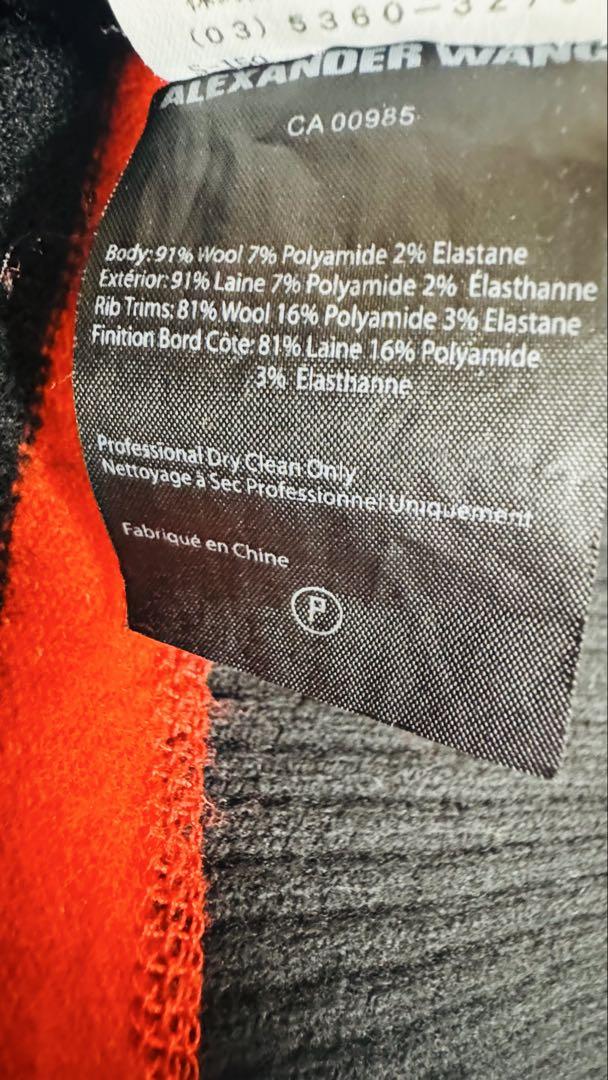 (03) 5360-327
ALEXANDER WANG
CA 00985
Body: 91% Wool 7% Polyamide 2% Elastane
Extérior: 91% Laine 7% Polyamide 2% Élasthanne
Rib Trims: 81% Wool 16% Polyamide 3% Elastane
Finition Bord Côte: 81% Laine 16% Polyamide
3% Élasthanne
Professional Dry Clean Only
Nettoyage à Sec Professionnel Uniquement
Fabriqué en Chine
P